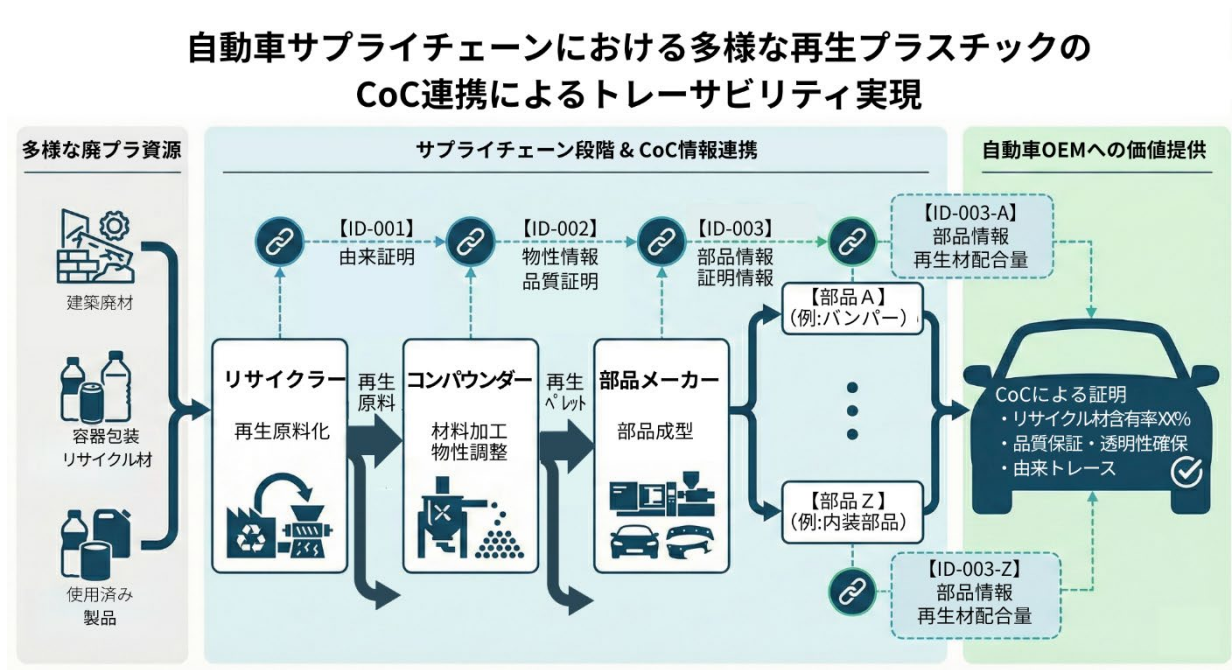 自動車サプライチェーンにおける多様な再生プラスチックの
CoC連携によるトレーサビリティ実現
多様な廃プラ資源
サプライチェーン段階 & CoC情報連携
自動車OEMへの価値提供
建築廃材
容器包装
リサイクル材
使用済み
製品
【ID-001】
由来証明
【ID-002】
物性情報
品質証明
【ID-003】
部品情報
証明情報
【ID-003-A】
部品情報
再生材配合量
リサイクラー
再生原料化
再生
原料
コンパウンダー
材料加工
物性調整
再生
ペレット
部品メーカー
部品成型
【部品A】
(例:バンパー)
【部品Z】
(例:内装部品)
【ID-003-Z】
部品情報
再生材配合量
CoCによる証明
・リサイクル材含有率XX%
・品質保証・透明性確保
・由来トレース